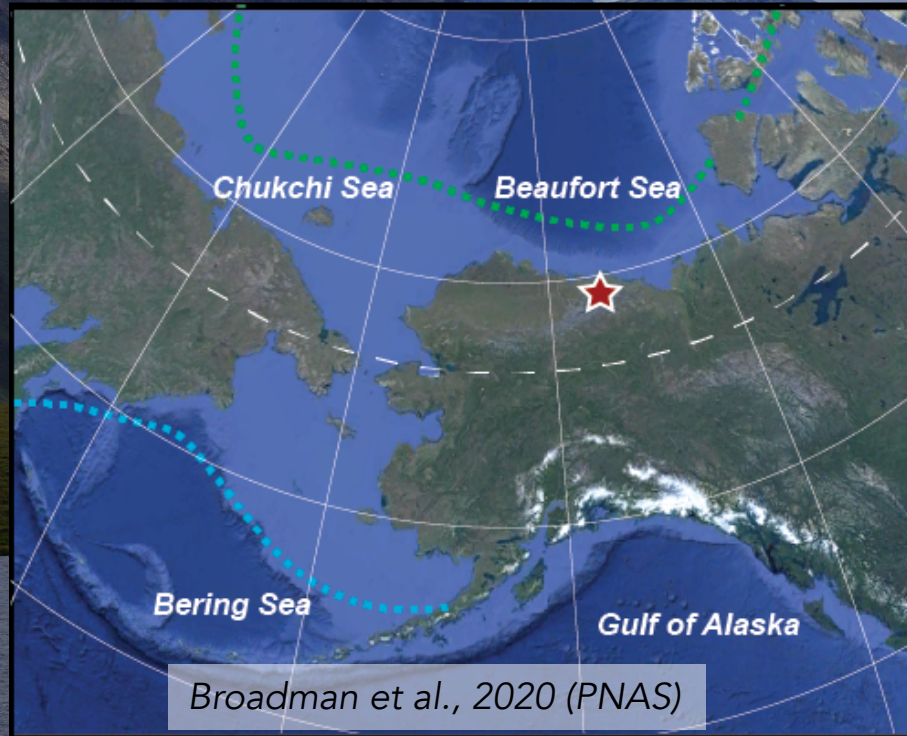 Chukchi Sea
Beaufort Sea
Bering Sea
Gulf of Alaska
Broadman et al., 2020 (PNAS)